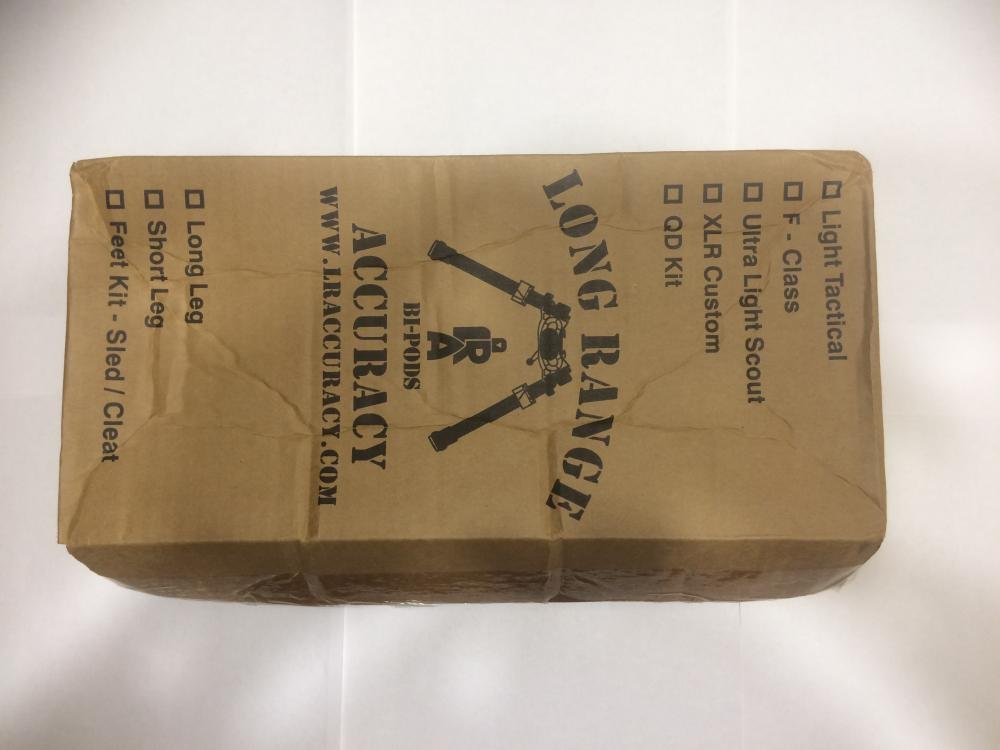 ☐ Light Tactical
☐ F - Class
☐ Ultra Light Scout
☐ XLR Custom
☐ QD Kit
LONG RANGE
LRA
BI-PODS
ACCURACY
WWW.LRACCURACY.COM
☐ Long Leg
☐ Short Leg
☐ Feet Kit - Sled / Cleat